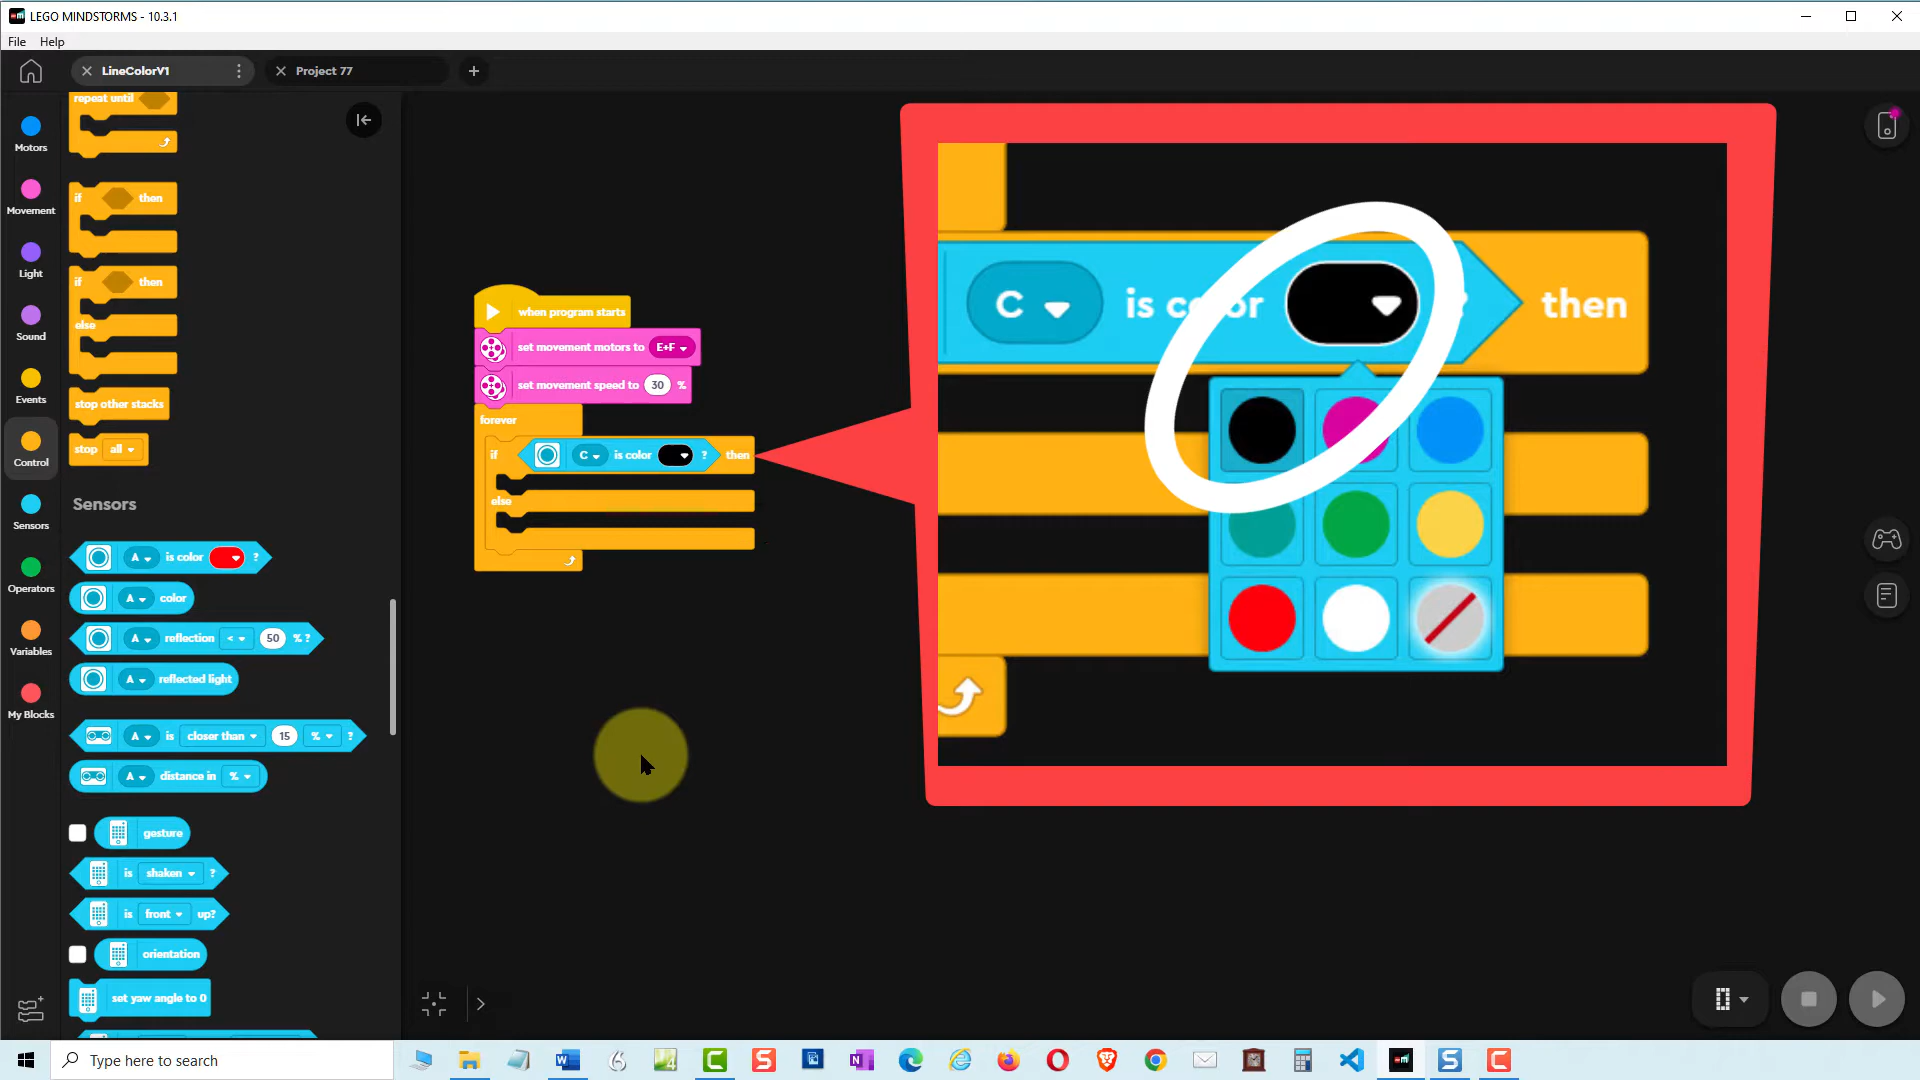 LEGO MINDSTORMS - 10.3.1
File Help
LineColorV1
Project 77
Motors
Movement
Light
Sound
Events
Control
Sensors
Operators
Variables
My Blocks
repeat until
if then
if then
else
stop other stacks
stop all
Sensors
A is color ?
A color
A reflection < 50 % ?
A reflected light
A is closer than 15 % ?
A distance in %
gesture
is shaken ?
is front up?
orientation
set yaw angle to 0
when program starts
set movement motors to E+F
set movement speed to 30 %
forever
if C is color ? then
else
C is color ? then
Type here to search